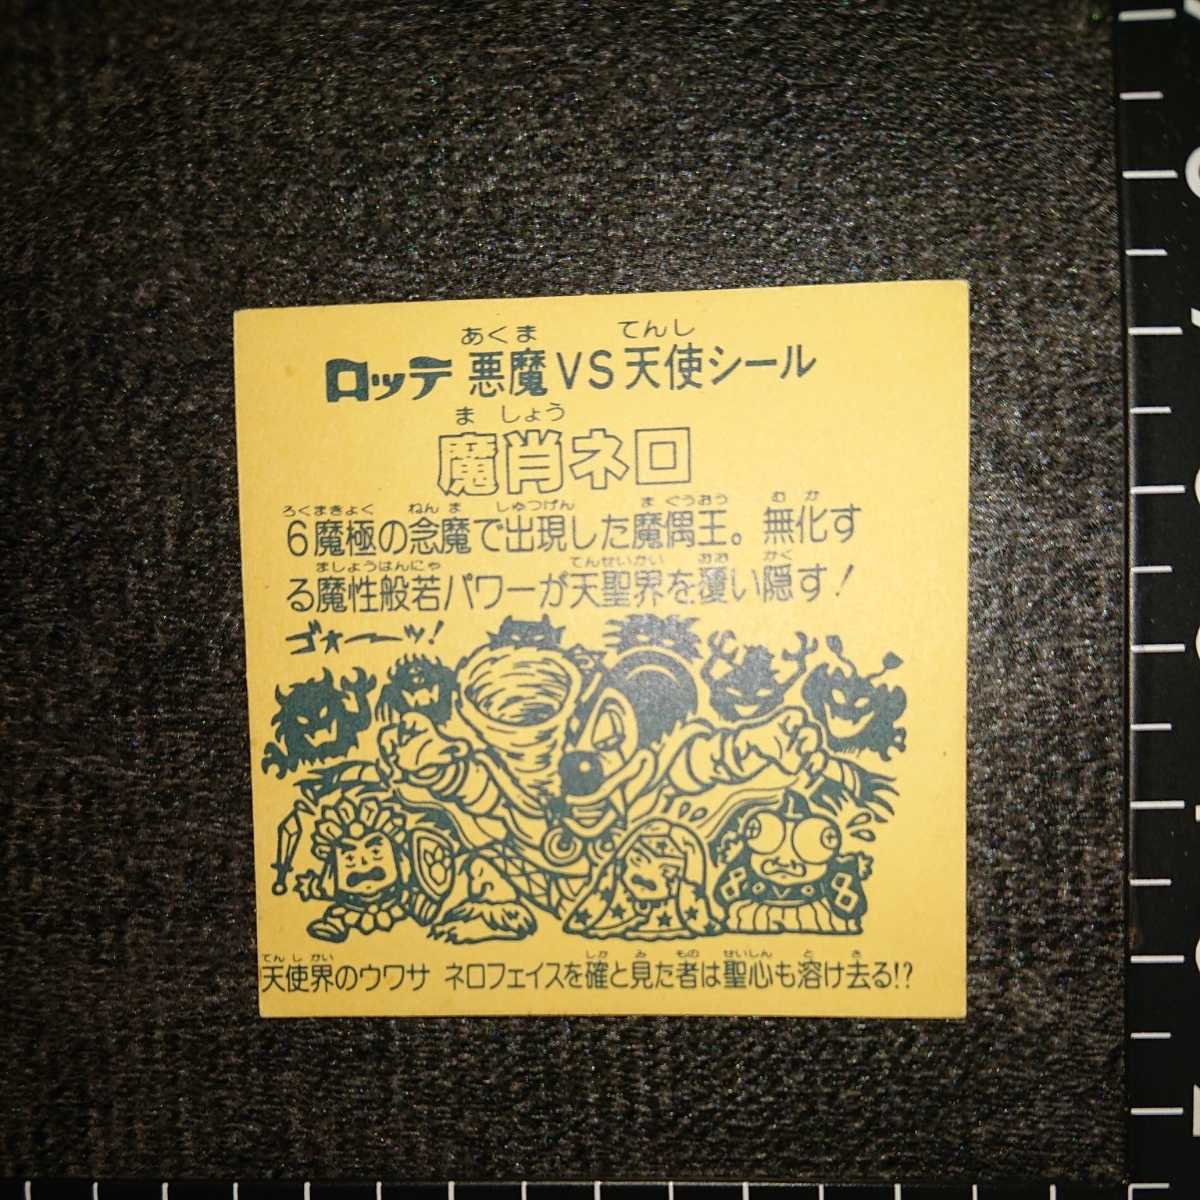 あくま てんし
ロッテ 悪魔VS天使シール
ま しょう
魔肖ネロ
ろくまきょく ねんま しゅつげん まぐうおう むか
6魔極の念魔で出現した魔偶王。無化す
ましょうはんにゃ てんせいかい おお かく
る魔性般若パワーが天聖界を覆い隠す!
ゴォーーッ!
てんしかい しか み もの せいしん と さ
天使界のウワサ ネロフェイスを確と見た者は聖心も溶け去る!?